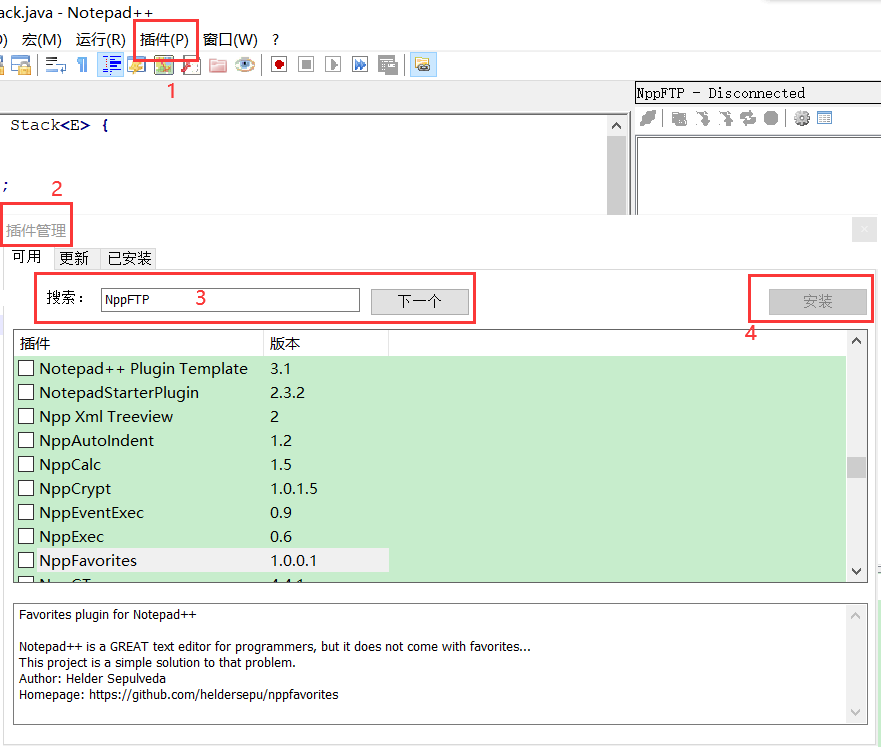 ack.java - Notepad++
宏(M) 运行(R) 插件(P) 窗口(W) ?
1
NppFTP - Disconnected
Stack<E> {
;
2
插件管理
可用 更新 已安装
搜索： NppFTP 3 下一个 安装
4
插件 版本
Notepad++ Plugin Template 3.1
NotepadStarterPlugin 2.3.2
Npp Xml Treeview 2
NppAutoIndent 1.2
NppCalc 1.5
NppCrypt 1.0.1.5
NppEventExec 0.9
NppExec 0.6
NppFavorites 1.0.0.1
Favorites plugin for Notepad++
Notepad++ is a GREAT text editor for programmers, but it does not come with favorites...
This project is a simple solution to that problem.
Author: Helder Sepulveda
Homepage: https://github.com/heldersepu/nppfavorites